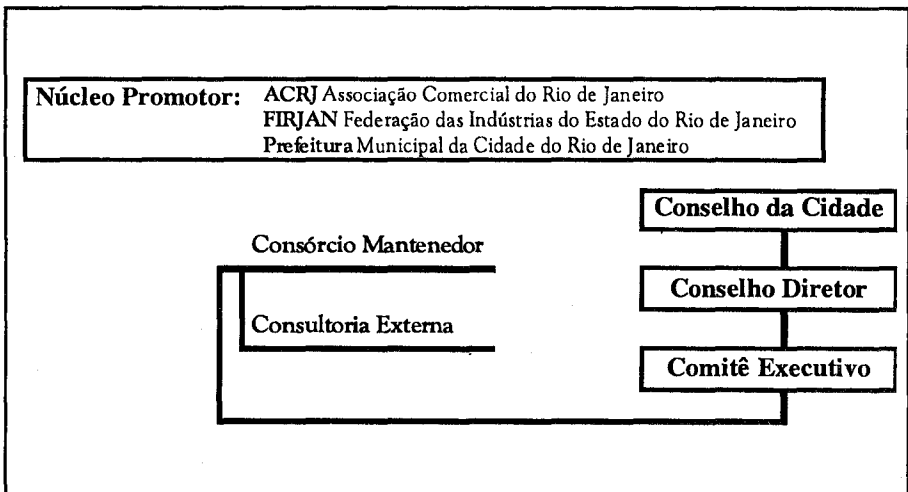 Núcleo Promotor: ACRJ Associação Comercial do Rio de Janeiro
FIRJAN Federação das Indústrias do Estado do Rio de Janeiro
Prefeitura Municipal da Cidade do Rio de Janeiro
Conselho da Cidade
Consórcio Mantenedor
Conselho Diretor
Consultoria Externa
Comitê Executivo